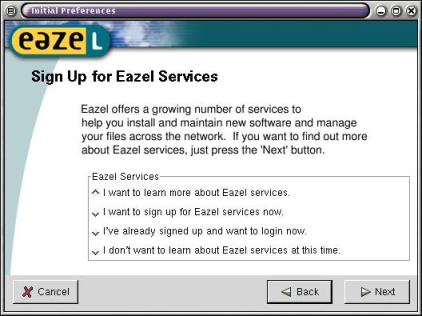 Initial Preferences
eazel
Sign Up for Eazel Services
Eazel offers a growing number of services to
help you install and maintain new software and manage
your files across the network.  If you want to find out more
about Eazel services, just press the 'Next' button.
Eazel Services
I want to learn more about Eazel services.
I want to sign up for Eazel services now.
I've already signed up and want to login now.
I don't want to learn about Eazel services at this time.
Cancel
Back
Next